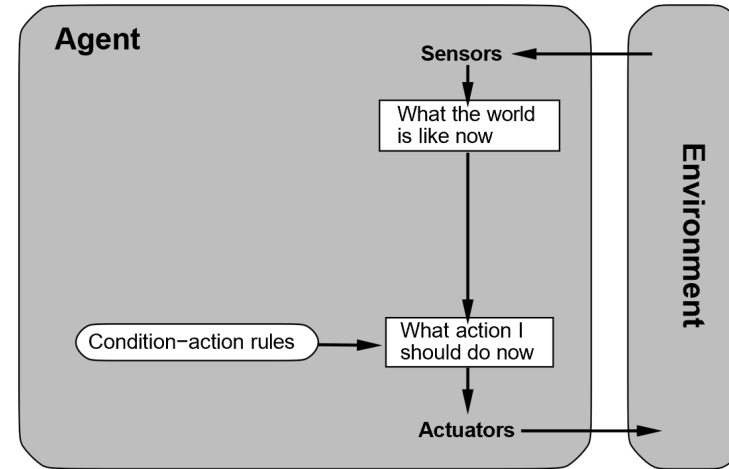 Agent
Sensors
What the world
is like now
Environment
Condition−action rules
What action I
should do now
Actuators